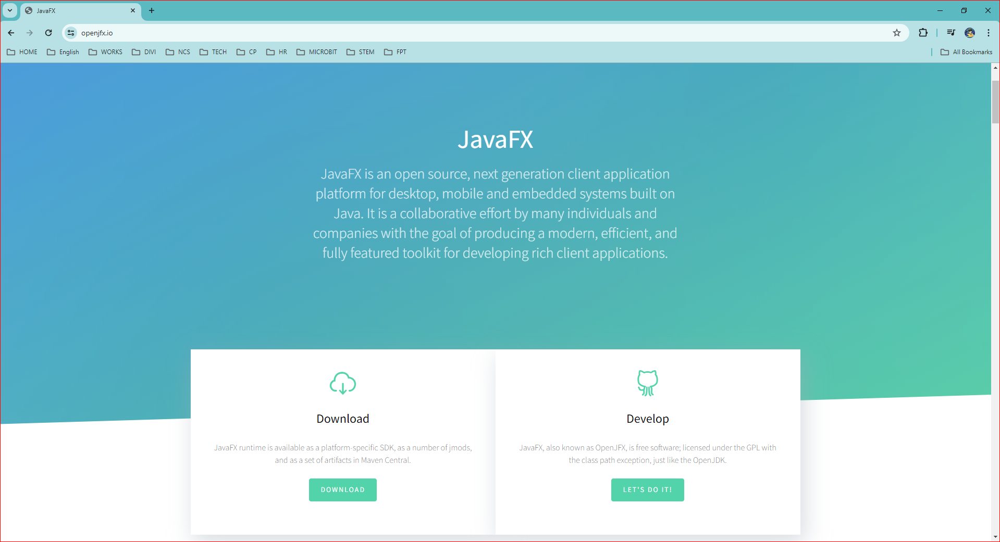 JavaFX
openjfx.io
HOME English WORKS DIVI NCS TECH CP HR MICROBIT STEM FPT All Bookmarks
JavaFX
JavaFX is an open source, next generation client application
platform for desktop, mobile and embedded systems built on
Java. It is a collaborative effort by many individuals and
companies with the goal of producing a modern, efficient, and
fully featured toolkit for developing rich client applications.
Download
JavaFX runtime is available as a platform-specific SDK, as a number of jmods,
and as a set of artifacts in Maven Central.
DOWNLOAD
Develop
JavaFX, also known as OpenJFX, is free software; licensed under the GPL with
the class path exception, just like the OpenJDK.
LET'S DO IT!